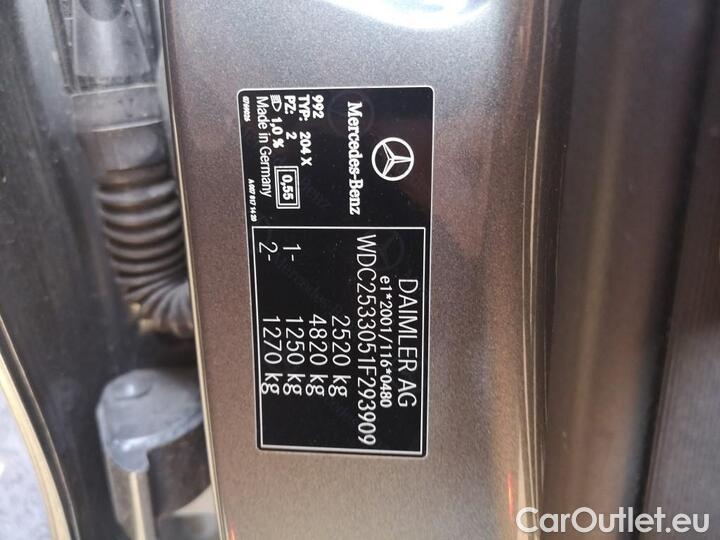 Mercedes-Benz
992
TYP: 204 X
PZ: 2
1,0 % 0,55
Made in Germany
DAIMLER AG
e1*2001/116*0480
WDC2533051F293909
2520 kg
4820 kg
1- 1250 kg
2- 1270 kg
CarOutlet.eu